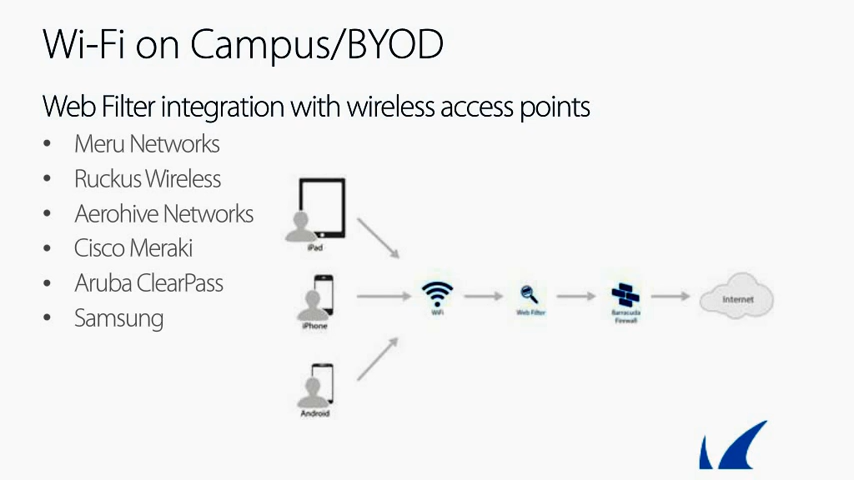 Wi-Fi on Campus/BYOD
Web Filter integration with wireless access points
• Meru Networks
• Ruckus Wireless
• Aerohive Networks
• Cisco Meraki
• Aruba ClearPass
• Samsung
iPad
iPhone
Android
WiFi
Web Filter
Barracuda
Firewall
Internet